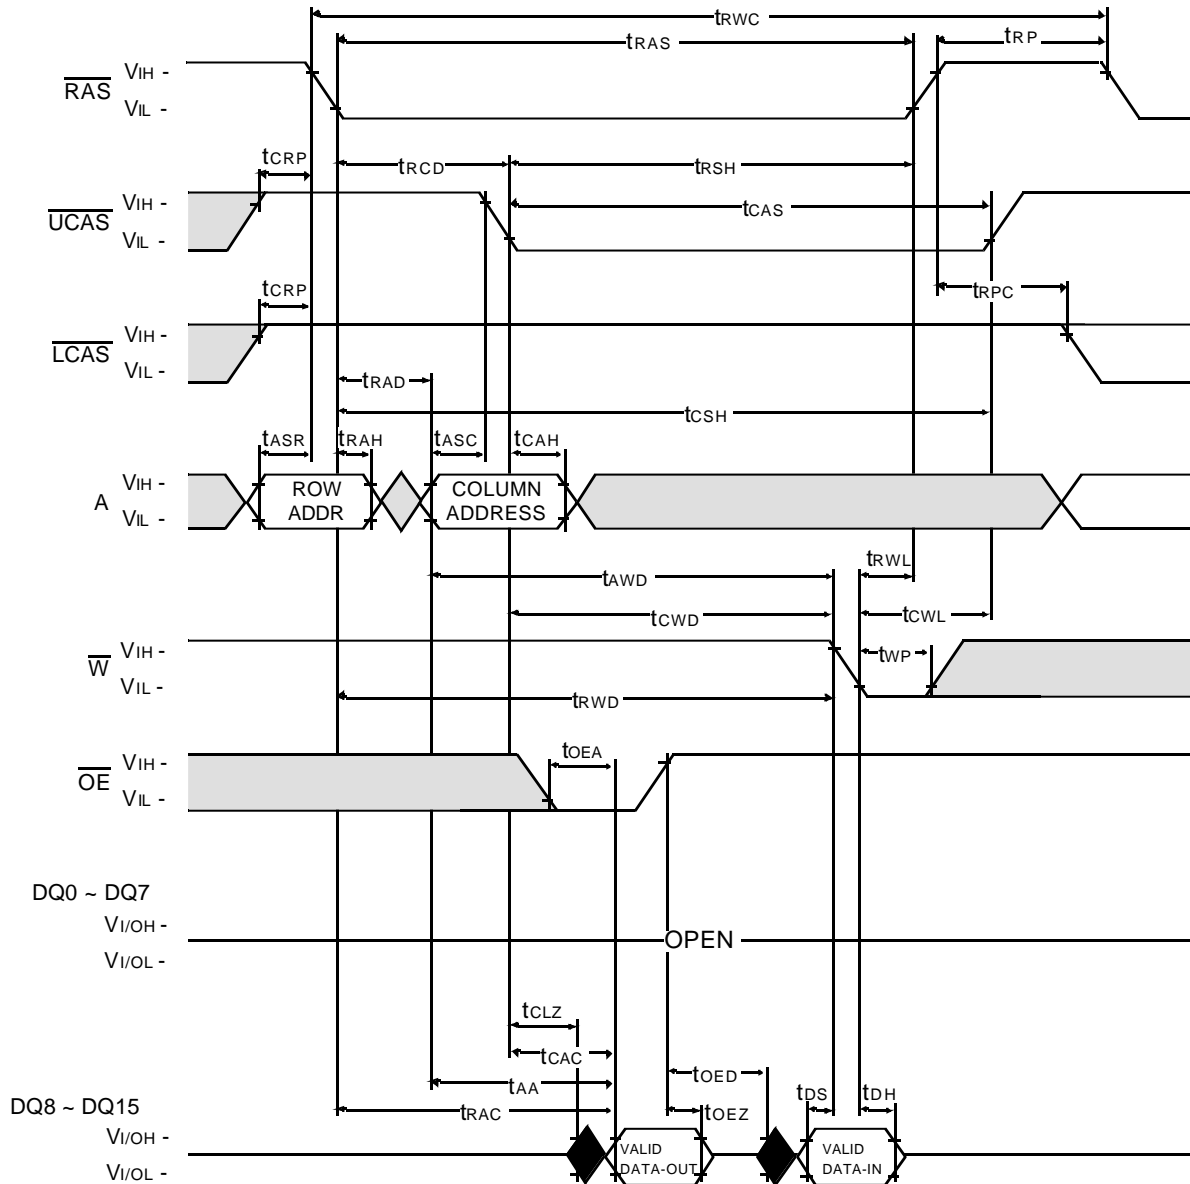 tRWC
tRAS
tRP
RAS
VIH -
VIL -
tCRP
tRCD
tRSH
UCAS
VIH -
VIL -
tCAS
tCRP
tRPC
LCAS
VIH -
VIL -
tRAD
tCSH
tASR
tRAH
tASC
tCAH
A
VIH -
VIL -
ROW
ADDR
COLUMN
ADDRESS
tAWD
tRWL
tCWD
tCWL
W
VIH -
VIL -
tWP
tRWD
OE
VIH -
VIL -
tOEA
DQ0 ~ DQ7
VI/OH -
VI/OL -
OPEN
tCLZ
tCAC
tAA
tOED
tRAC
tOEZ
tDS
tDH
DQ8 ~ DQ15
VI/OH -
VI/OL -
VALID
DATA-OUT
VALID
DATA-IN